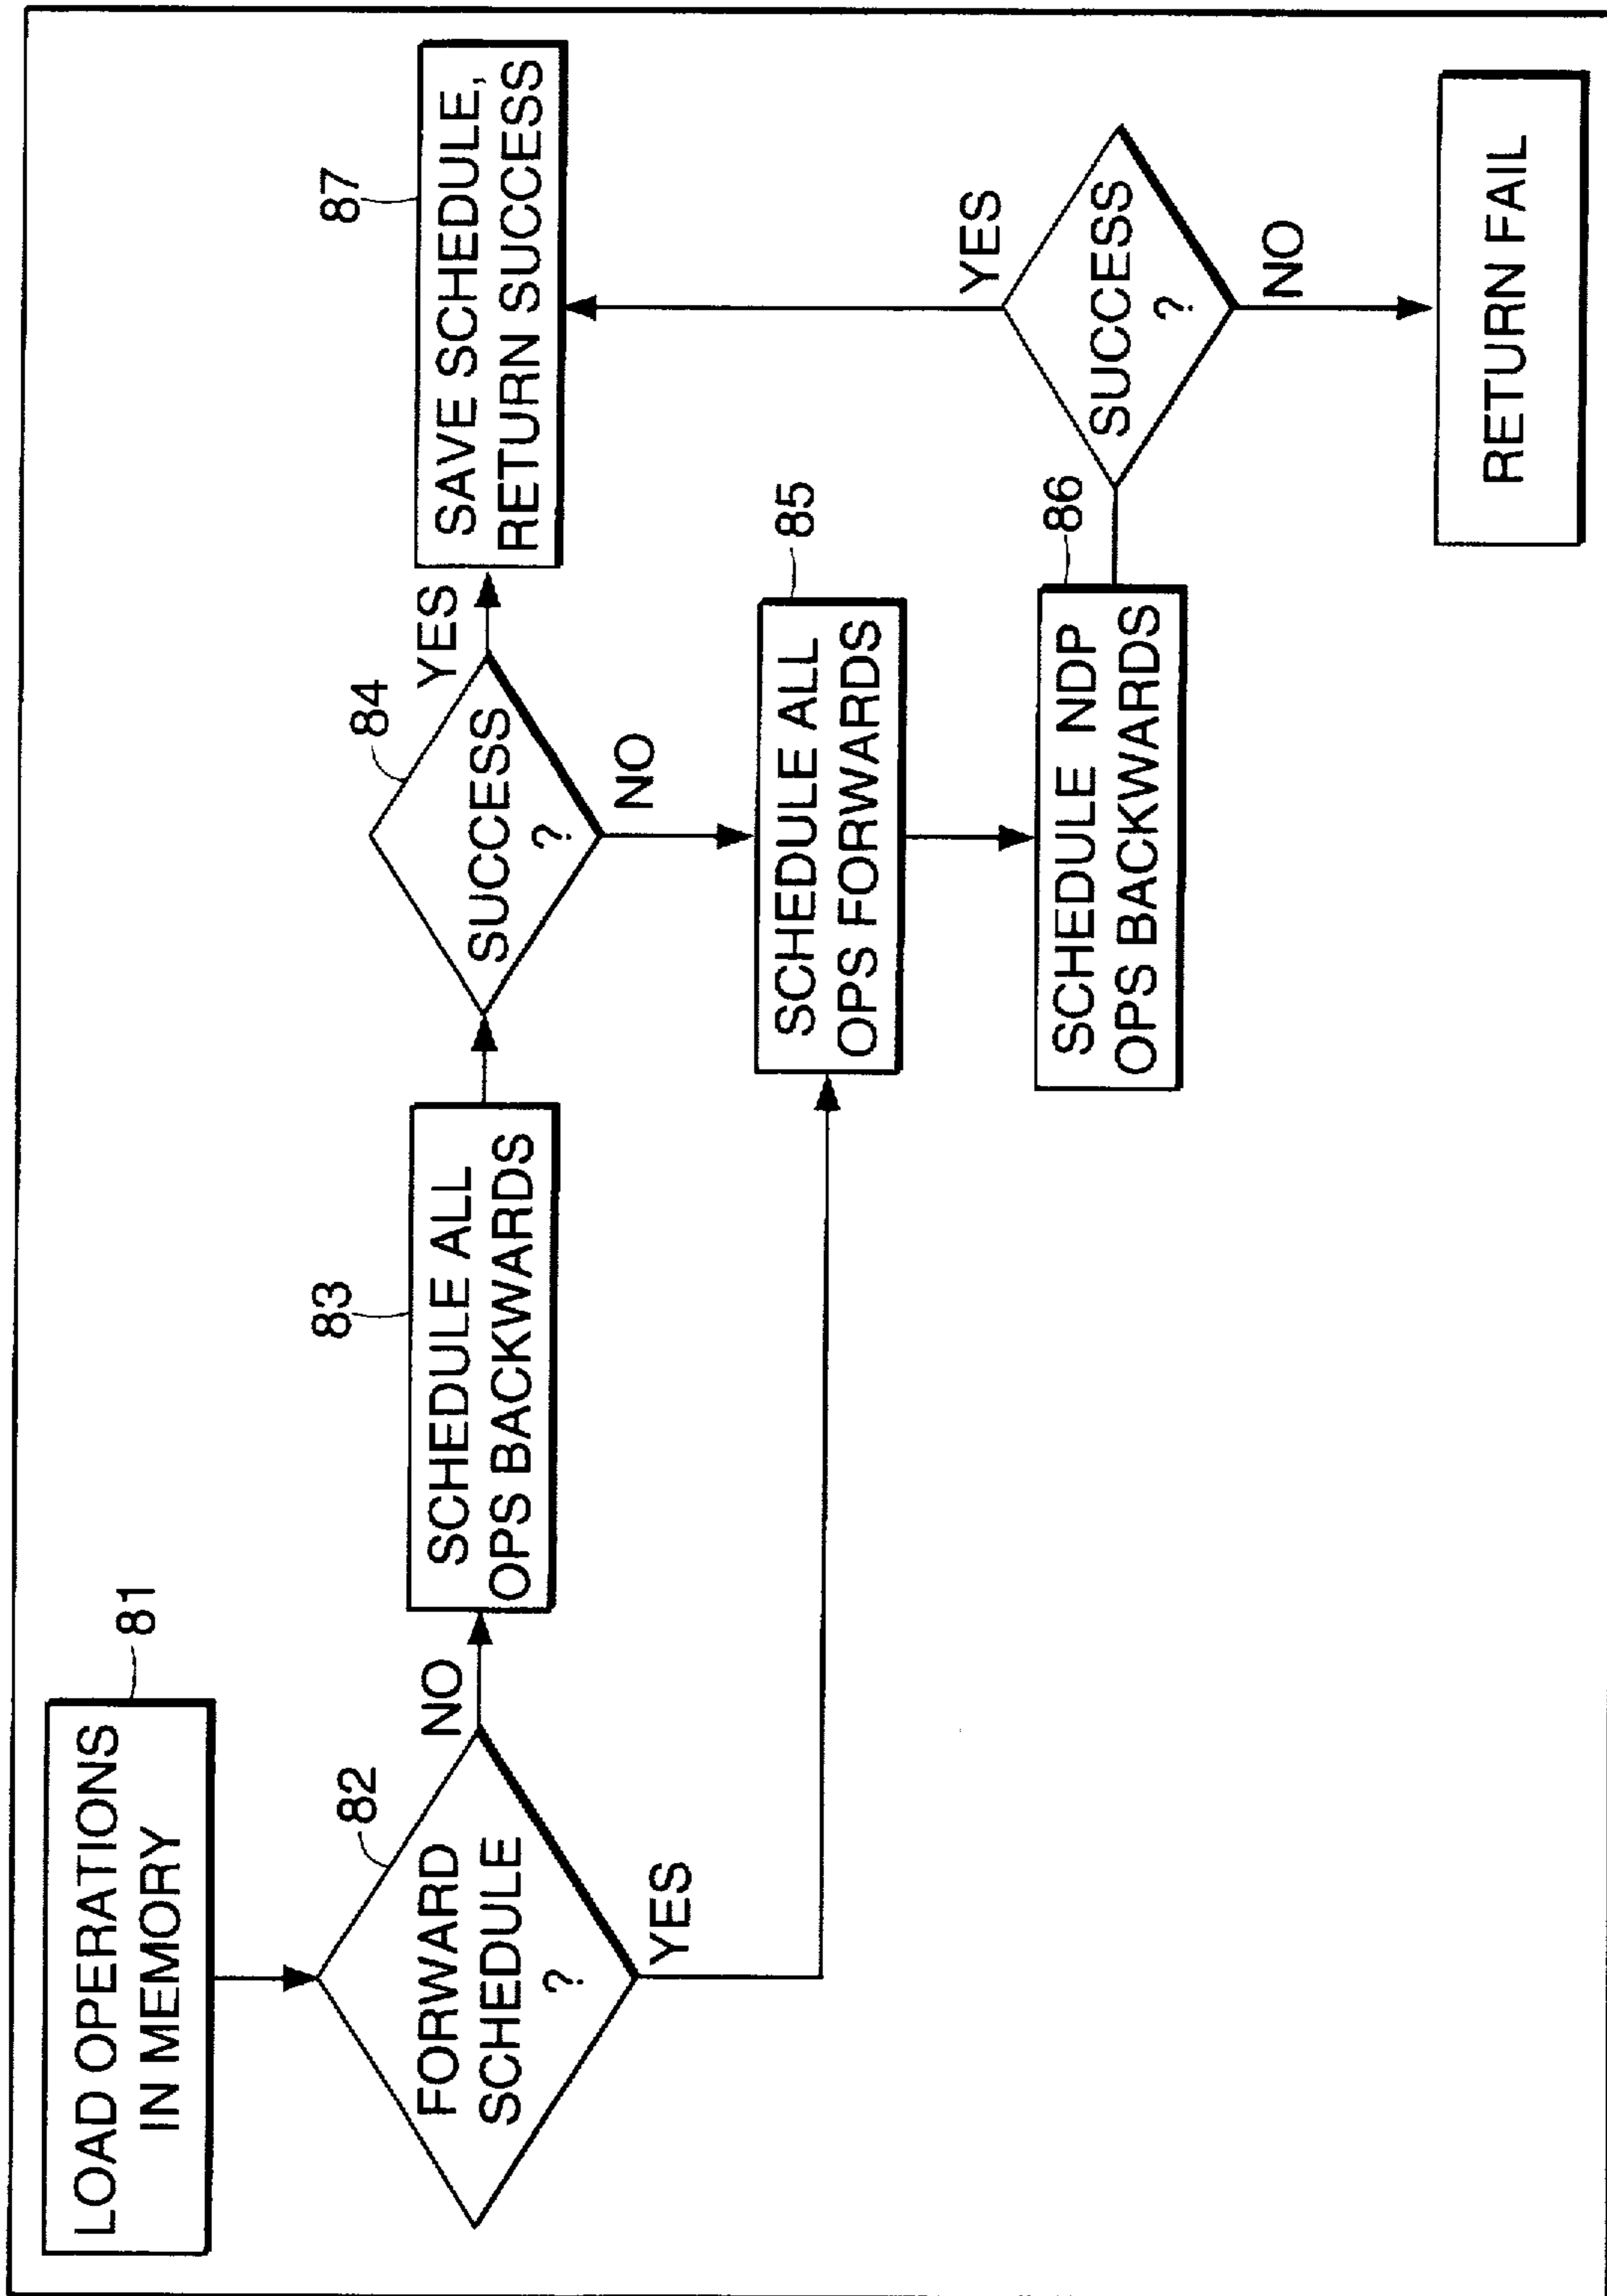 LOAD OPERATIONS
IN MEMORY
81
FORWARD
SCHEDULE
?
82
NO
YES
83
SCHEDULE ALL
OPS BACKWARDS
84
SUCCESS
?
YES
NO
87
SAVE SCHEDULE,
RETURN SUCCESS
85
SCHEDULE ALL
OPS FORWARDS
86
SCHEDULE NDP
OPS BACKWARDS
SUCCESS
?
YES
NO
RETURN FAIL